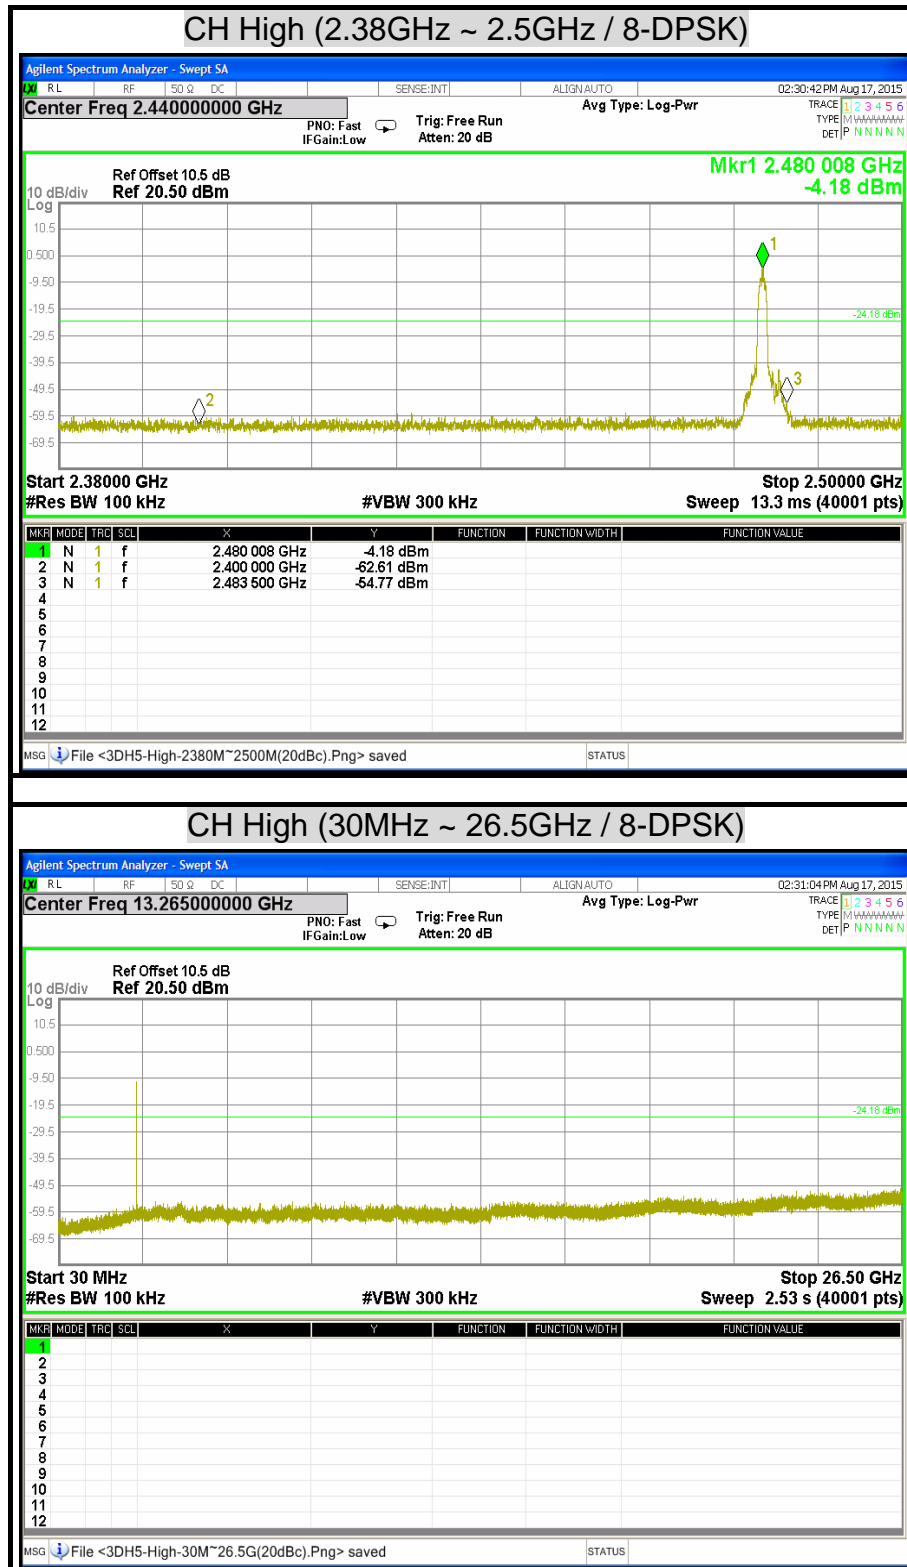 CH High (2.38GHz ~ 2.5GHz / 8-DPSK)
Agilent Spectrum Analyzer - Swept SA
LXI RL RF 50 Ω DC SENSE:INT ALIGN AUTO 02:30:42 PM Aug 17, 2015
Center Freq 2.440000000 GHz Avg Type: Log-Pwr TRACE 1 2 3 4 5 6
PNO: Fast Trig: Free Run TYPE M WWWWW
IFGain:Low Atten: 20 dB DET P N N N N N
Mkr1 2.480 008 GHz
Ref Offset 10.5 dB
-4.18 dBm
10 dB/div Ref 20.50 dBm
Log
10.5
1
0.500
-9.50
-19.5
-24.18 dBm
-29.5
-39.5
3
-49.5
2
-59.5
-69.5
Start 2.38000 GHz Stop 2.50000 GHz
#Res BW 100 kHz #VBW 300 kHz Sweep 13.3 ms (40001 pts)
MKR MODE TRC SCL X Y FUNCTION FUNCTION WIDTH FUNCTION VALUE
1 N 1 f 2.480 008 GHz -4.18 dBm
2 N 1 f 2.400 000 GHz -62.61 dBm
3 N 1 f 2.483 500 GHz -54.77 dBm
4
5
6
7
8
9
10
11
12
MSG File <3DH5-High-2380M~2500M(20dBc).Png> saved STATUS
CH High (30MHz ~ 26.5GHz / 8-DPSK)
Agilent Spectrum Analyzer - Swept SA
LXI RL RF 50 Ω DC SENSE:INT ALIGN AUTO 02:31:04 PM Aug 17, 2015
Center Freq 13.265000000 GHz Avg Type: Log-Pwr TRACE 1 2 3 4 5 6
PNO: Fast Trig: Free Run TYPE M WWWWW
IFGain:Low Atten: 20 dB DET P N N N N N
Ref Offset 10.5 dB
10 dB/div Ref 20.50 dBm
Log
10.5
0.500
-9.50
-19.5
-24.18 dBm
-29.5
-39.5
-49.5
-59.5
-69.5
Start 30 MHz Stop 26.50 GHz
#Res BW 100 kHz #VBW 300 kHz Sweep 2.53 s (40001 pts)
MKR MODE TRC SCL X Y FUNCTION FUNCTION WIDTH FUNCTION VALUE
1
2
3
4
5
6
7
8
9
10
11
12
MSG File <3DH5-High-30M~26.5G(20dBc).Png> saved STATUS